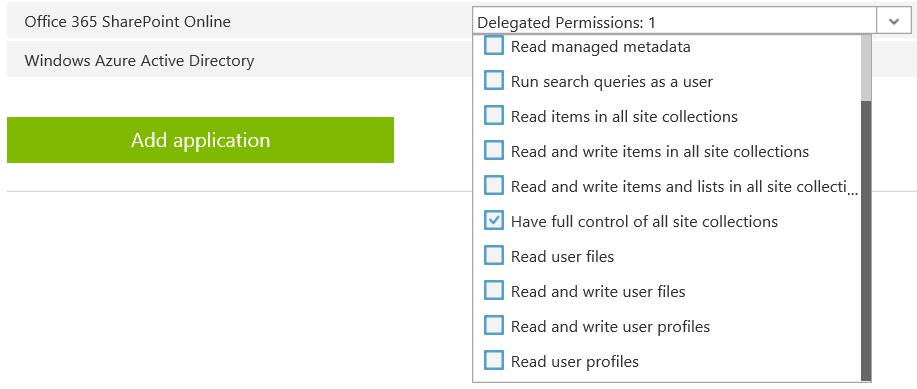 Office 365 SharePoint Online
Delegated Permissions: 1
Windows Azure Active Directory
Add application
Read managed metadata
Run search queries as a user
Read items in all site collections
Read and write items in all site collections
Read and write items and lists in all site collecti...
Have full control of all site collections
Read user files
Read and write user files
Read and write user profiles
Read user profiles